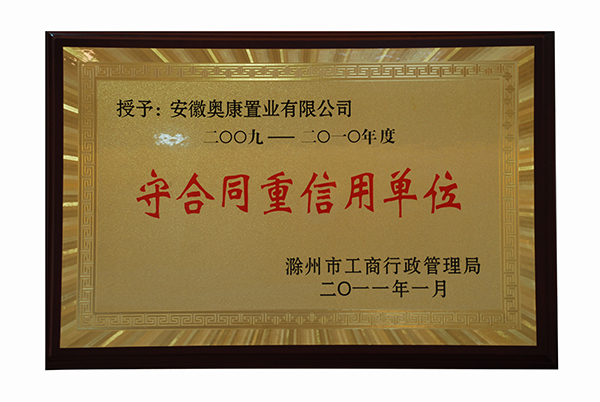 授予：安徽奥康置业有限公司
二〇〇九——二〇一〇年度
守合同重信用单位
滁州市工商行政管理局
二〇一一年一月